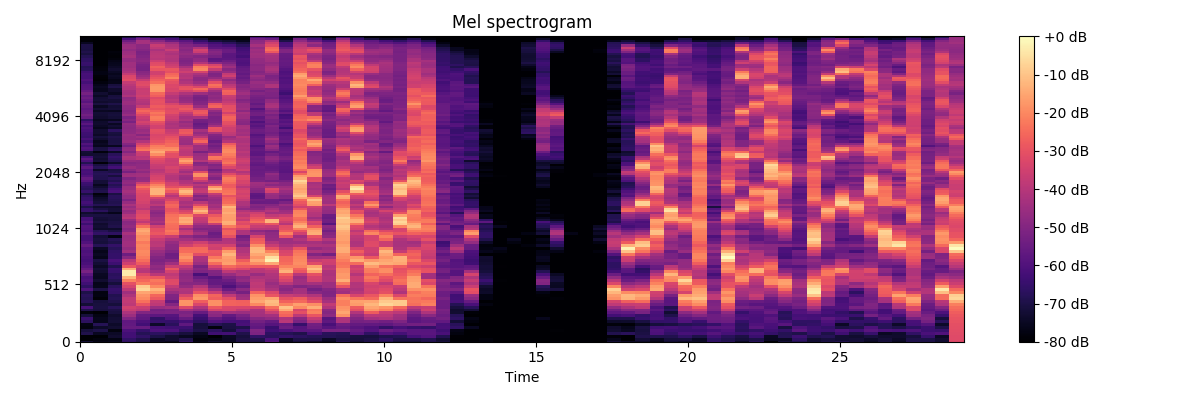 Mel spectrogram
8192
4096
2048
1024
512
0
Hz
0 5 10 15 20 25
Time
+0 dB
-10 dB
-20 dB
-30 dB
-40 dB
-50 dB
-60 dB
-70 dB
-80 dB